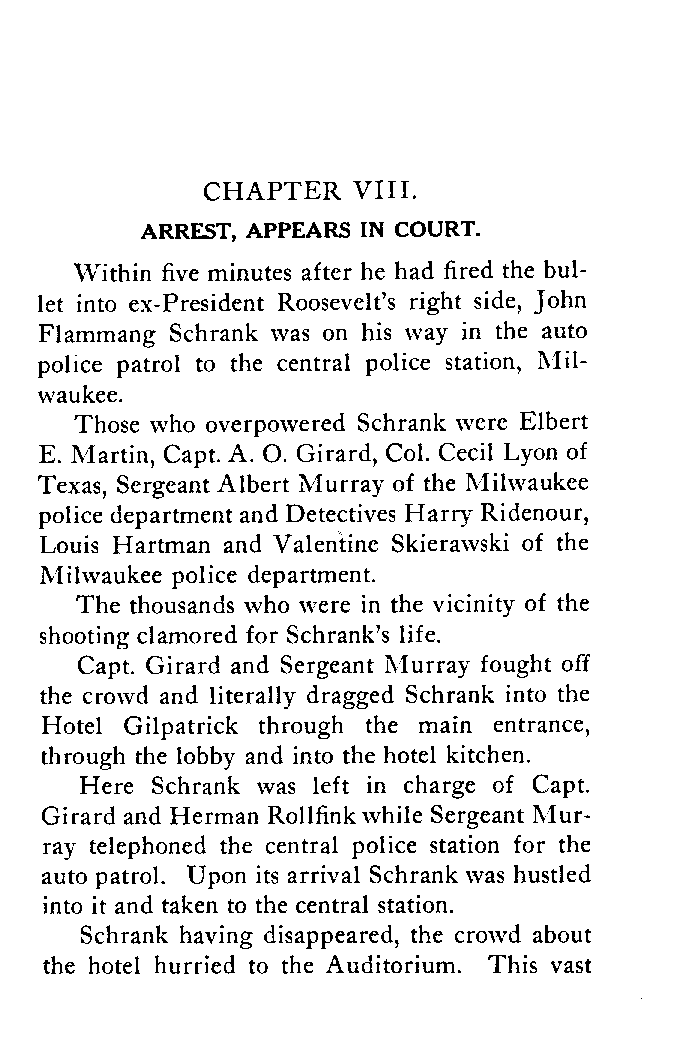 CHAPTER VIII.
ARREST, APPEARS IN COURT.
Within five minutes after he had fired the bul-
let into ex-President Roosevelt's right side, John
Flammang Schrank was on his way in the auto
police patrol to the central police station, Mil-
waukee.
Those who overpowered Schrank were Elbert
E. Martin, Capt. A. O. Girard, Col. Cecil Lyon of
Texas, Sergeant Albert Murray of the Milwaukee
police department and Detectives Harry Ridenour,
Louis Hartman and Valentine Skierawski of the
Milwaukee police department.
The thousands who were in the vicinity of the
shooting clamored for Schrank's life.
Capt. Girard and Sergeant Murray fought off
the crowd and literally dragged Schrank into the
Hotel Gilpatrick through the main entrance,
through the lobby and into the hotel kitchen.
Here Schrank was left in charge of Capt.
Girard and Herman Rollfink while Sergeant Mur-
ray telephoned the central police station for the
auto patrol. Upon its arrival Schrank was hustled
into it and taken to the central station.
Schrank having disappeared, the crowd about
the hotel hurried to the Auditorium. This vast